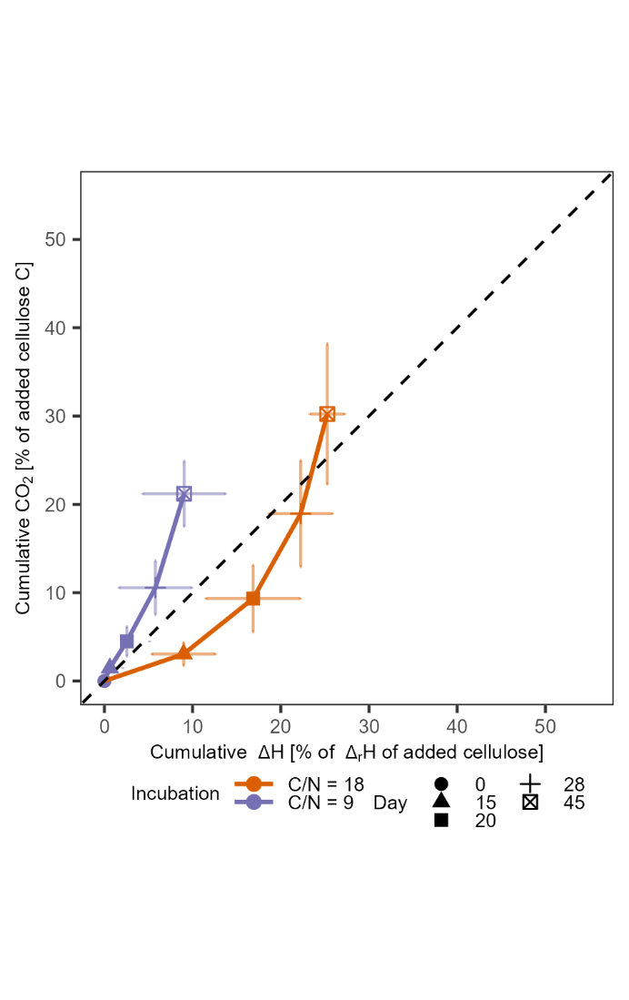 50
40
30
20
10
0
Cumulative CO₂ [% of added cellulose C]
0 10 20 30 40 50
Cumulative ΔH [% of ΔᵣH of added cellulose]
Incubation
C/N = 18
C/N = 9
Day
0
15
20
28
45